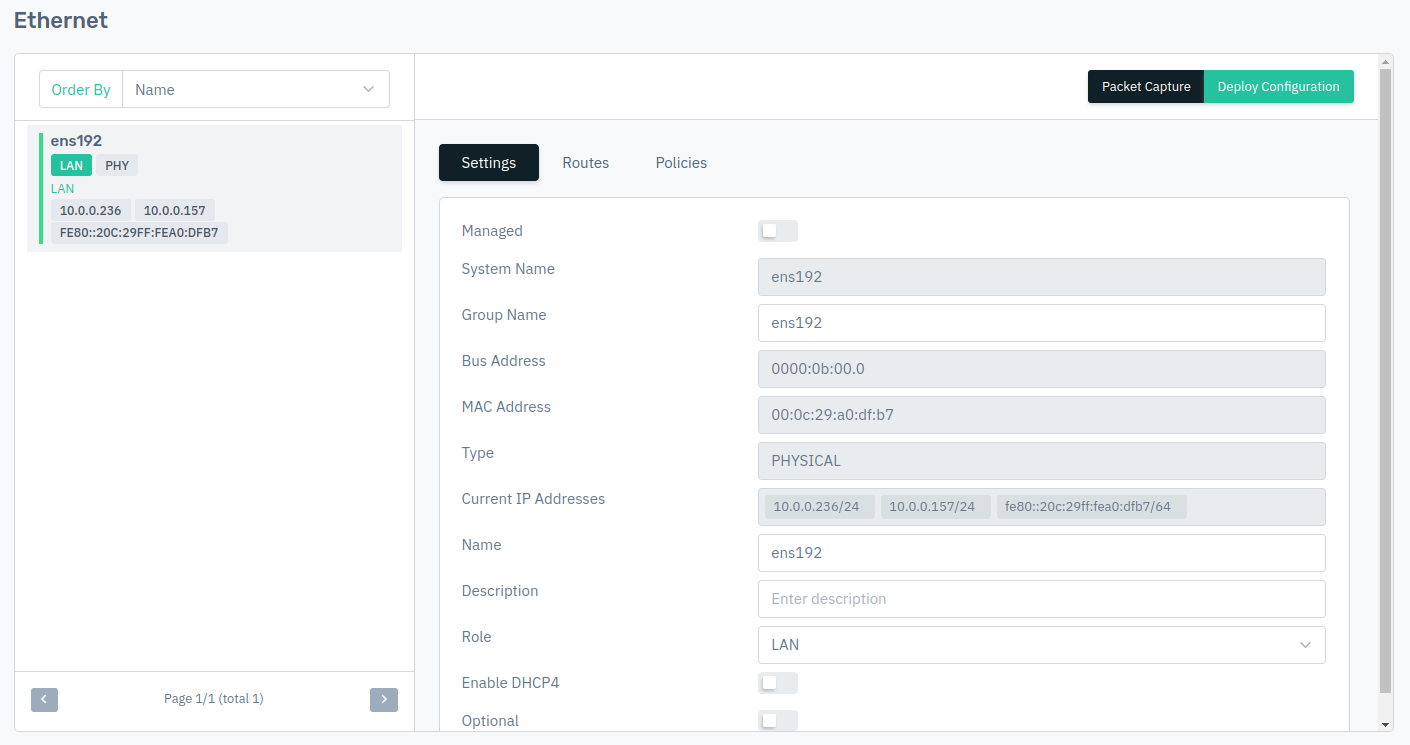 Ethernet
Order By Name
Packet Capture Deploy Configuration
ens192
LAN PHY
LAN
10.0.0.236 10.0.0.157
FE80::20C:29FF:FEA0:DFB7
Page 1/1 (total 1)
Settings Routes Policies
Managed
System Name ens192
Group Name ens192
Bus Address 0000:0b:00.0
MAC Address 00:0c:29:a0:df:b7
Type PHYSICAL
Current IP Addresses 10.0.0.236/24 10.0.0.157/24 fe80::20c:29ff:fea0:dfb7/64
Name ens192
Description Enter description
Role LAN
Enable DHCP4
Optional